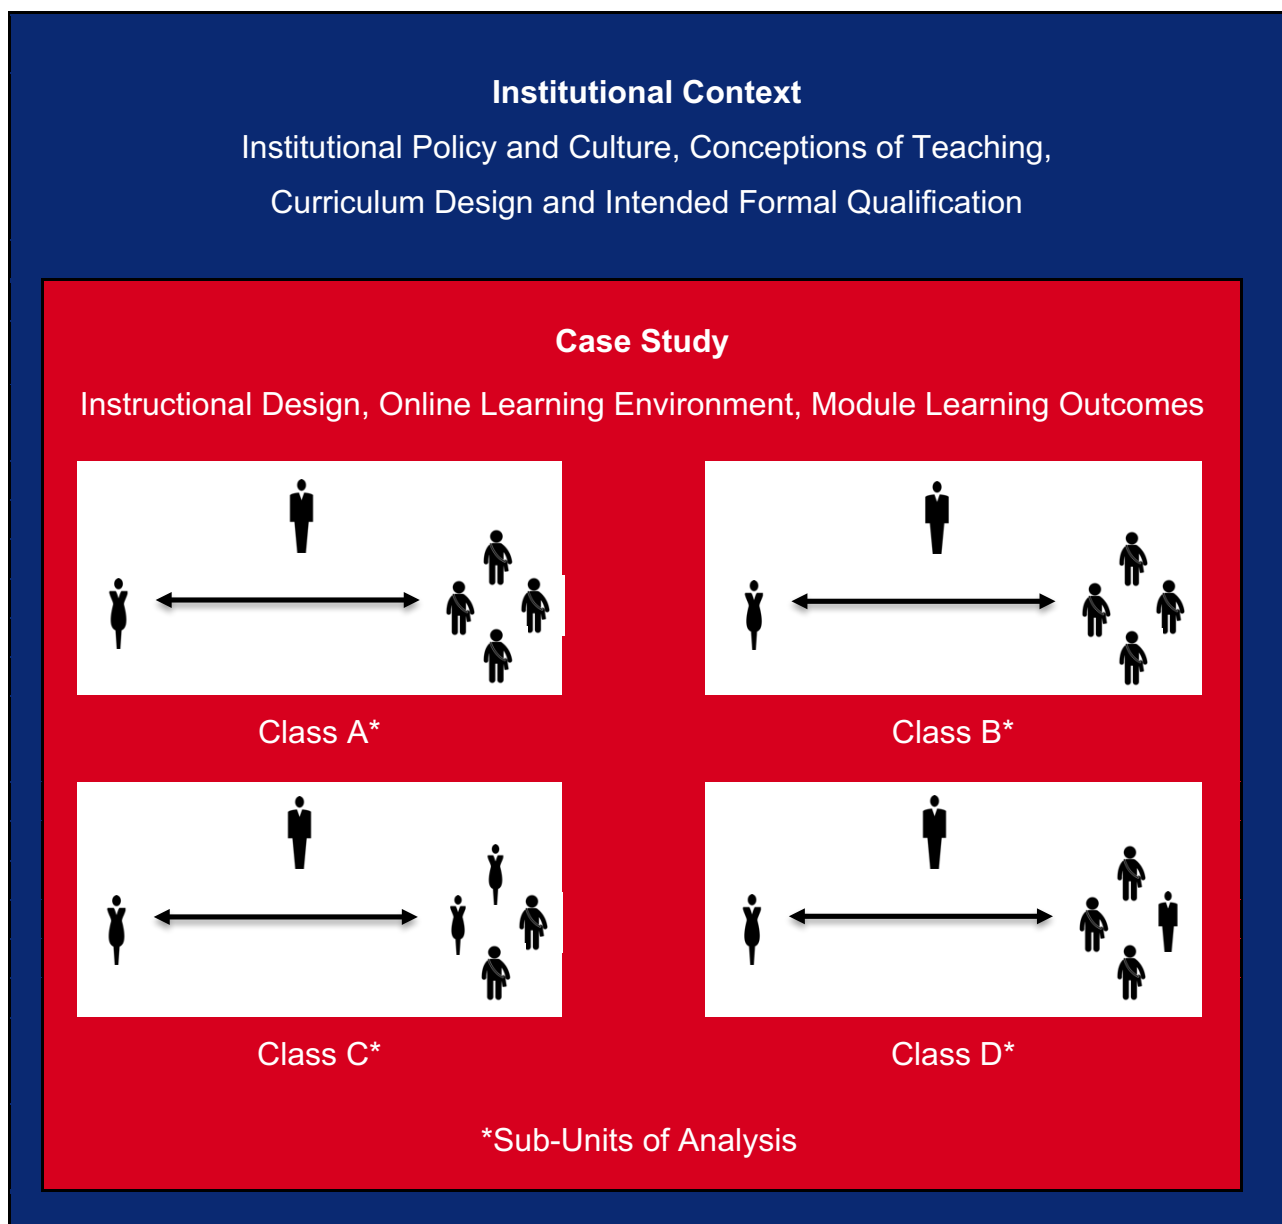 Institutional Context
Institutional Policy and Culture, Conceptions of Teaching,
Curriculum Design and Intended Formal Qualification
Case Study
Instructional Design, Online Learning Environment, Module Learning Outcomes
Class A*
Class B*
Class C*
Class D*
*Sub-Units of Analysis